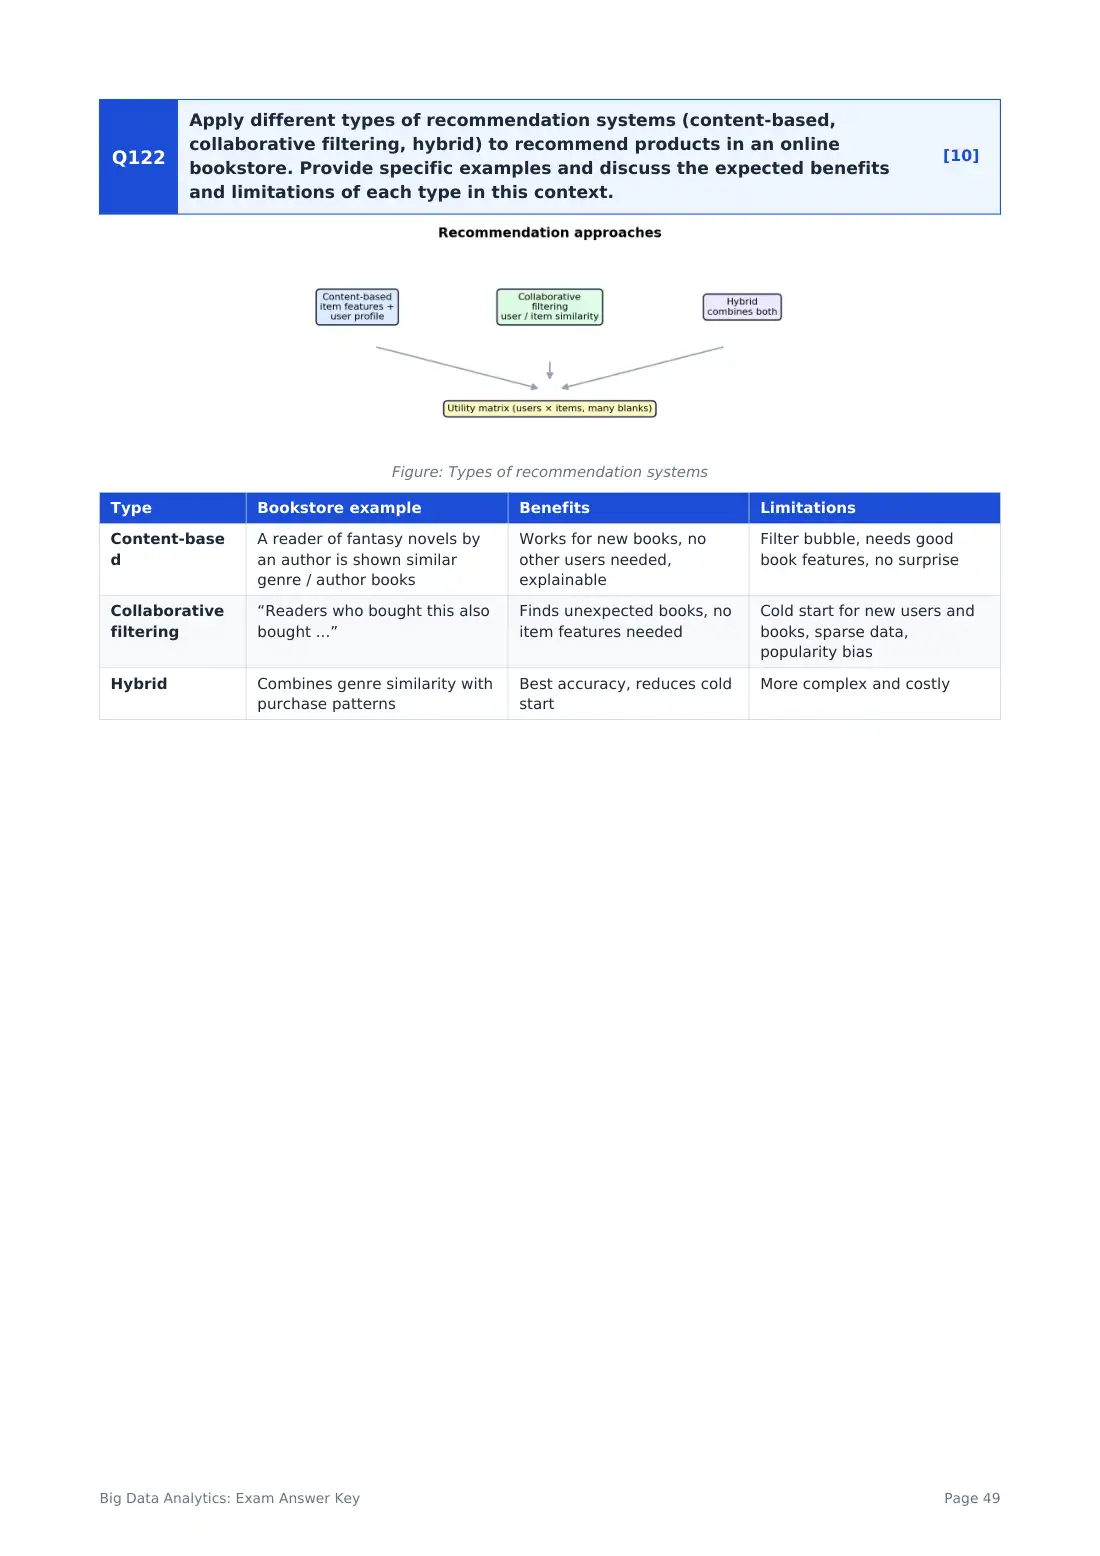 Q122
Apply different types of recommendation systems (content-based,
collaborative filtering, hybrid) to recommend products in an online
bookstore. Provide specific examples and discuss the expected benefits
and limitations of each type in this context.
[10]
Recommendation approaches
Content-based
item features +
user profile
Collaborative
filtering
user / item similarity
Hybrid
combines both
Utility matrix (users × items, many blanks)
Figure: Types of recommendation systems
Type
Bookstore example
Benefits
Limitations
Content-base
d
A reader of fantasy novels by
an author is shown similar
genre / author books
Works for new books, no
other users needed,
explainable
Filter bubble, needs good
book features, no surprise
Collaborative
filtering
“Readers who bought this also
bought …”
Finds unexpected books, no
item features needed
Cold start for new users and
books, sparse data,
popularity bias
Hybrid
Combines genre similarity with
purchase patterns
Best accuracy, reduces cold
start
More complex and costly
Big Data Analytics: Exam Answer Key
Page 49